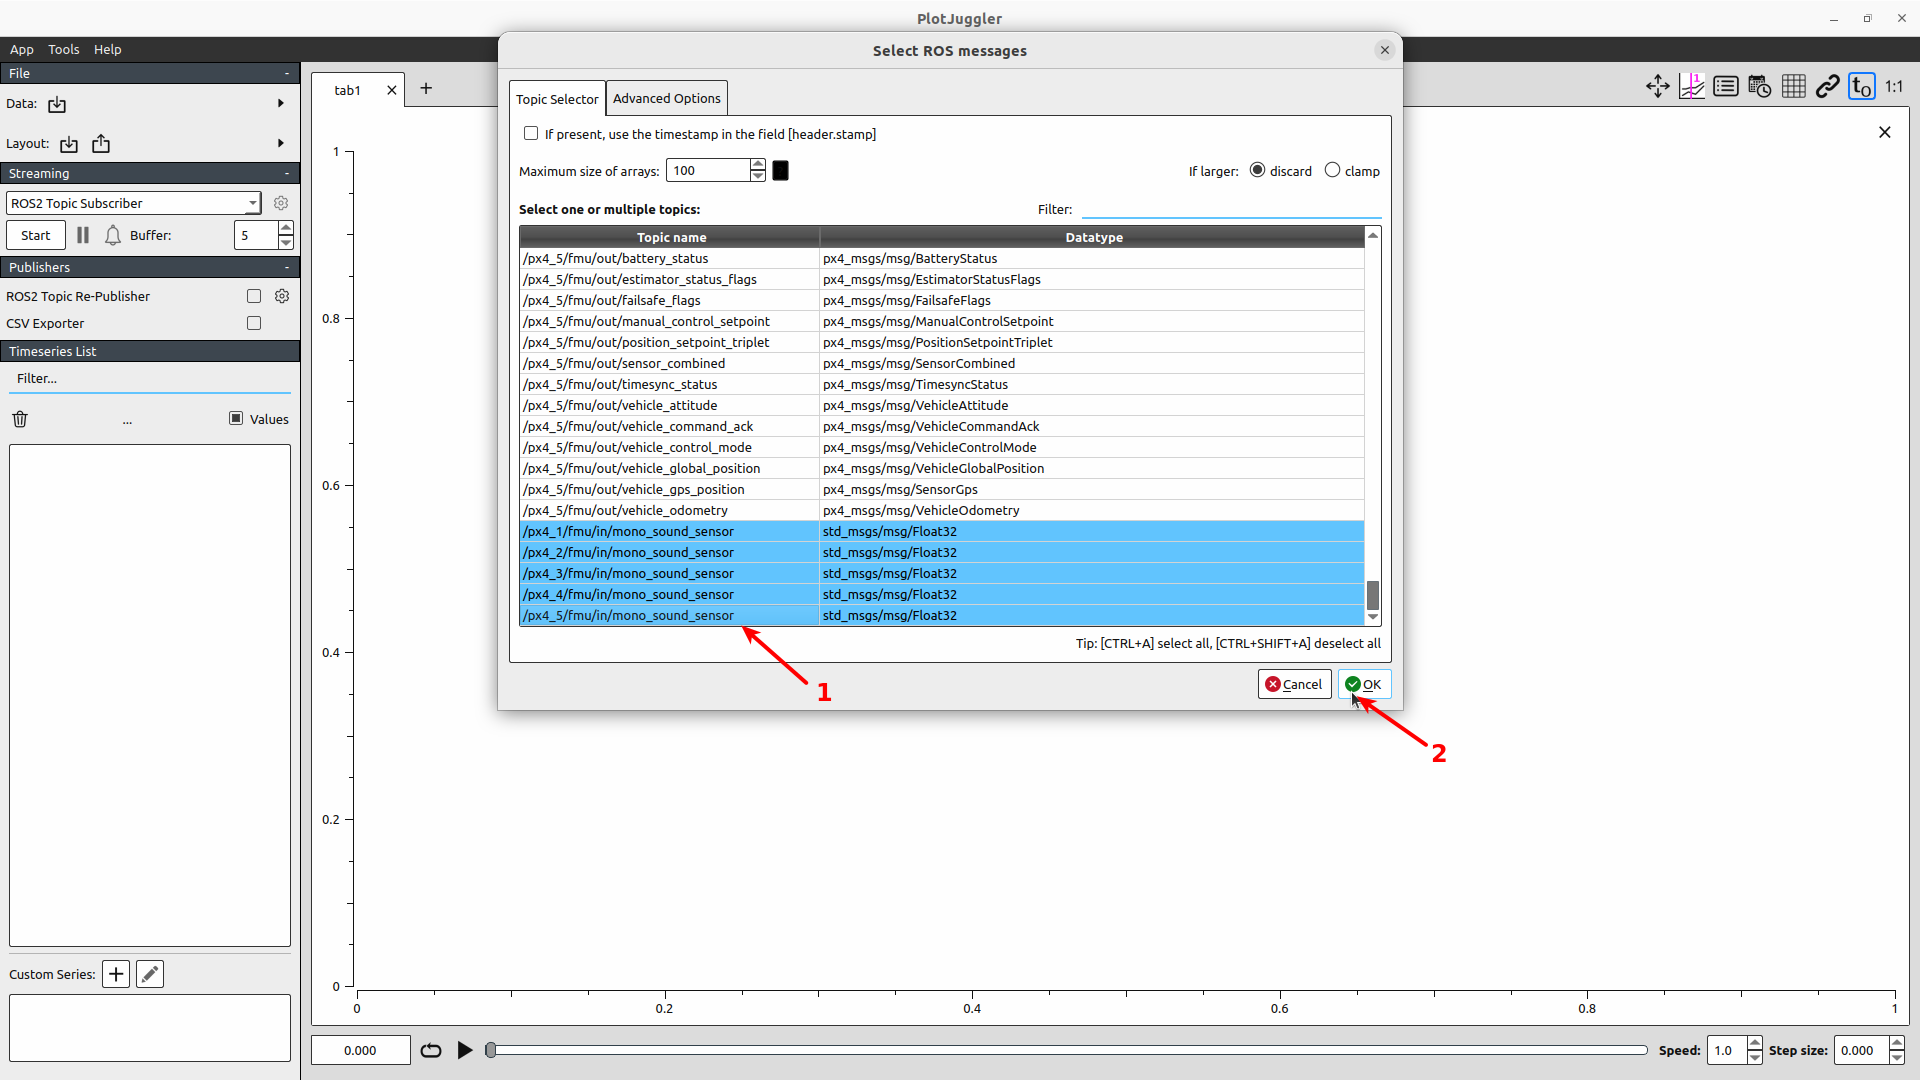 PlotJuggler
App Tools Help
File -
Data:
Layout:
Streaming -
ROS2 Topic Subscriber
Start Buffer: 5
Publishers -
ROS2 Topic Re-Publisher
CSV Exporter
Timeseries List
Filter...
... Values
Custom Series:
tab1
Select ROS messages
Topic Selector Advanced Options
If present, use the timestamp in the field [header.stamp]
Maximum size of arrays: 100 If larger: discard clamp
Select one or multiple topics: Filter:
Topic name Datatype
/px4_5/fmu/out/battery_status px4_msgs/msg/BatteryStatus
/px4_5/fmu/out/estimator_status_flags px4_msgs/msg/EstimatorStatusFlags
/px4_5/fmu/out/failsafe_flags px4_msgs/msg/FailsafeFlags
/px4_5/fmu/out/manual_control_setpoint px4_msgs/msg/ManualControlSetpoint
/px4_5/fmu/out/position_setpoint_triplet px4_msgs/msg/PositionSetpointTriplet
/px4_5/fmu/out/sensor_combined px4_msgs/msg/SensorCombined
/px4_5/fmu/out/timesync_status px4_msgs/msg/TimesyncStatus
/px4_5/fmu/out/vehicle_attitude px4_msgs/msg/VehicleAttitude
/px4_5/fmu/out/vehicle_command_ack px4_msgs/msg/VehicleCommandAck
/px4_5/fmu/out/vehicle_control_mode px4_msgs/msg/VehicleControlMode
/px4_5/fmu/out/vehicle_global_position px4_msgs/msg/VehicleGlobalPosition
/px4_5/fmu/out/vehicle_gps_position px4_msgs/msg/SensorGps
/px4_5/fmu/out/vehicle_odometry px4_msgs/msg/VehicleOdometry
/px4_1/fmu/in/mono_sound_sensor std_msgs/msg/Float32
/px4_2/fmu/in/mono_sound_sensor std_msgs/msg/Float32
/px4_3/fmu/in/mono_sound_sensor std_msgs/msg/Float32
/px4_4/fmu/in/mono_sound_sensor std_msgs/msg/Float32
/px4_5/fmu/in/mono_sound_sensor std_msgs/msg/Float32
Tip: [CTRL+A] select all, [CTRL+SHIFT+A] deselect all
Cancel OK
1
2
1 t0 1:1
1
0.8
0.6
0.4
0.2
0
0 0.2 0.4 0.6 0.8 1
0.000 Speed: 1.0 Step size: 0.000